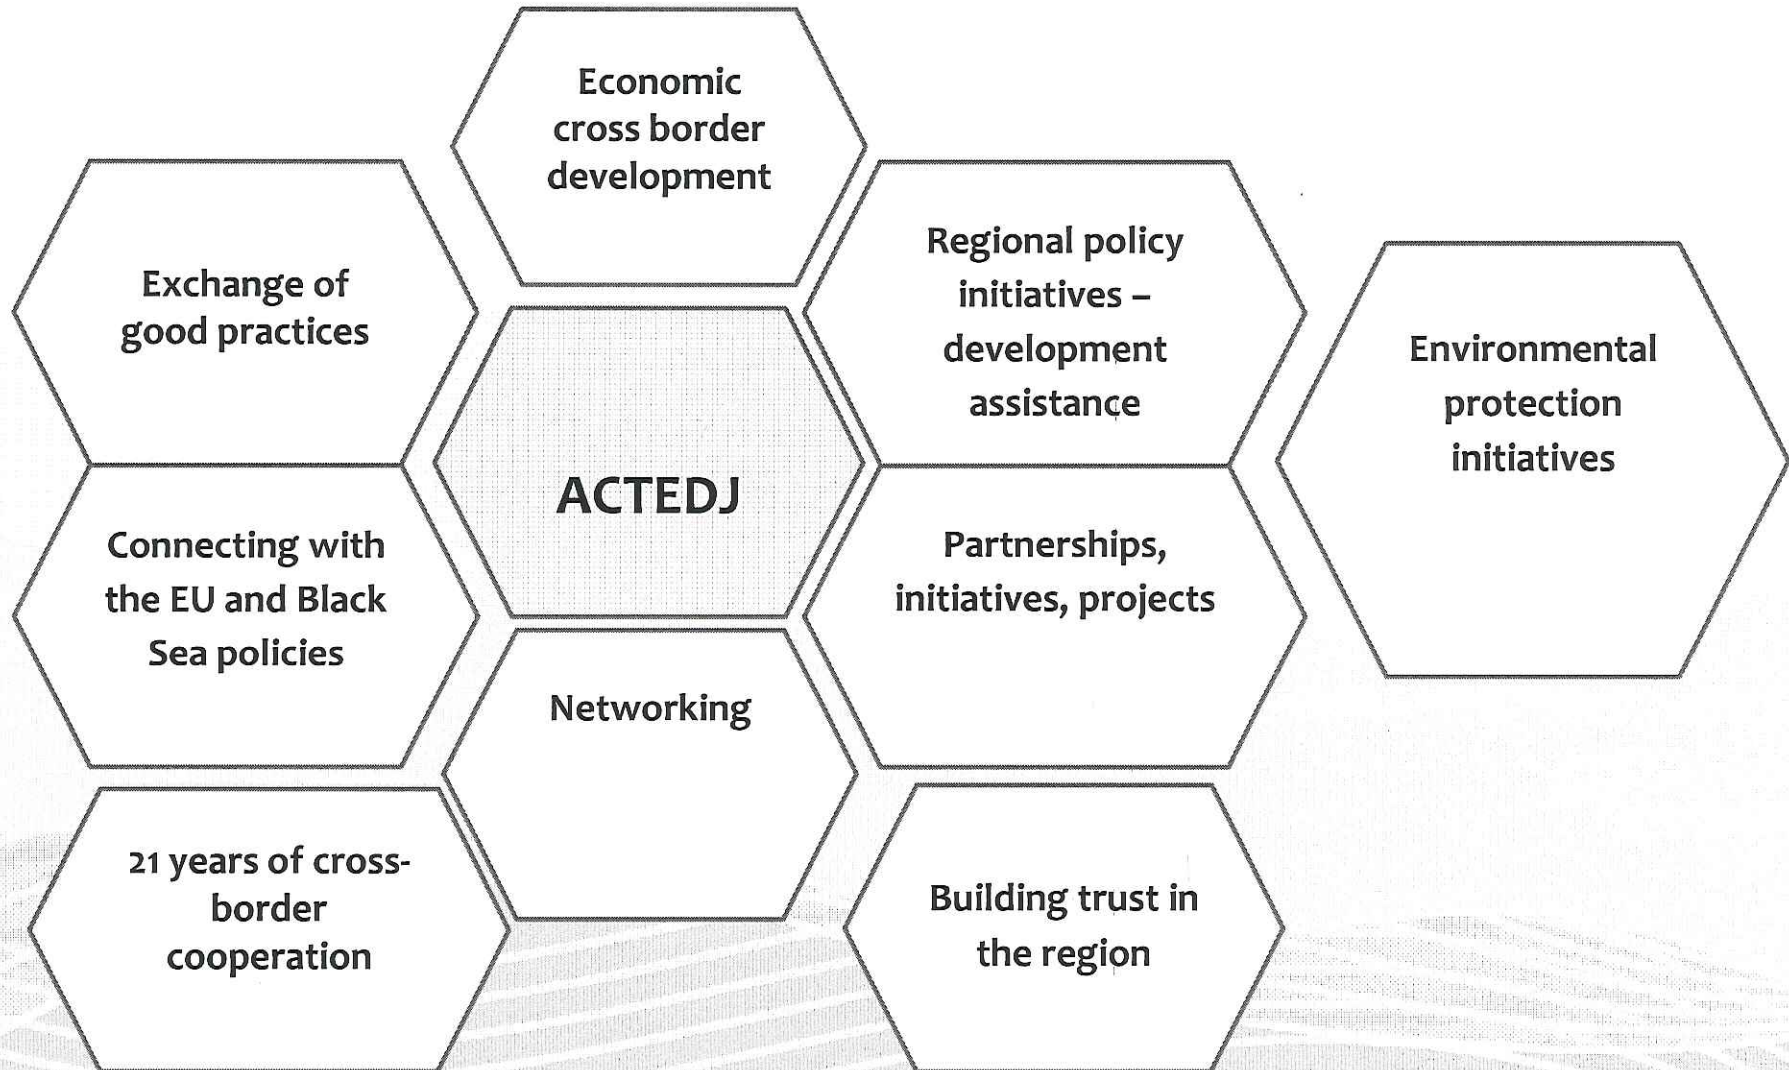 Economic
cross border
development
Exchange of
good practices
Regional policy
initiatives –
development
assistance
Environmental
protection
initiatives
ACTEDJ
Connecting with
the EU and Black
Sea policies
Partnerships,
initiatives, projects
Networking
21 years of cross-
border
cooperation
Building trust in
the region